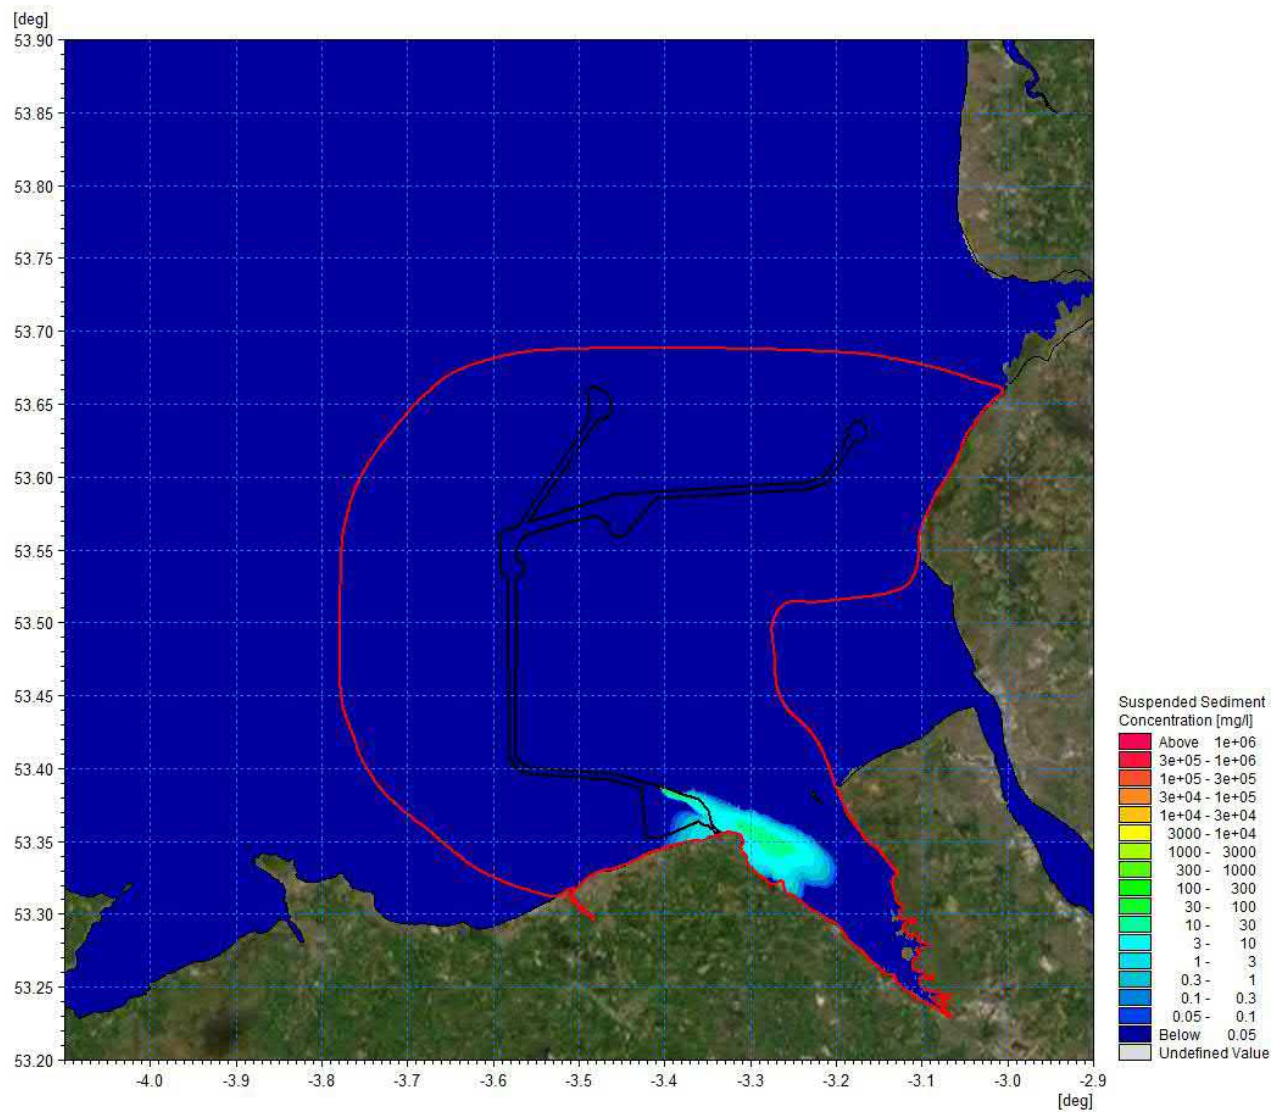 [deg]
53.90
53.85
53.80
53.75
53.70
53.65
53.60
53.55
53.50
53.45
53.40
53.35
53.30
53.25
53.20
-4.0 -3.9 -3.8 -3.7 -3.6 -3.5 -3.4 -3.3 -3.2 -3.1 -3.0 -2.9
[deg]
Suspended Sediment
Concentration [mg/l]
Above 1e+06
3e+05 - 1e+06
1e+05 - 3e+05
3e+04 - 1e+05
1e+04 - 3e+04
3000 - 1e+04
1000 - 3000
300 - 1000
100 - 300
30 - 100
10 - 30
3 - 10
1 - 3
0.3 - 1
0.1 - 0.3
0.05 - 0.1
Below 0.05
Undefined Value